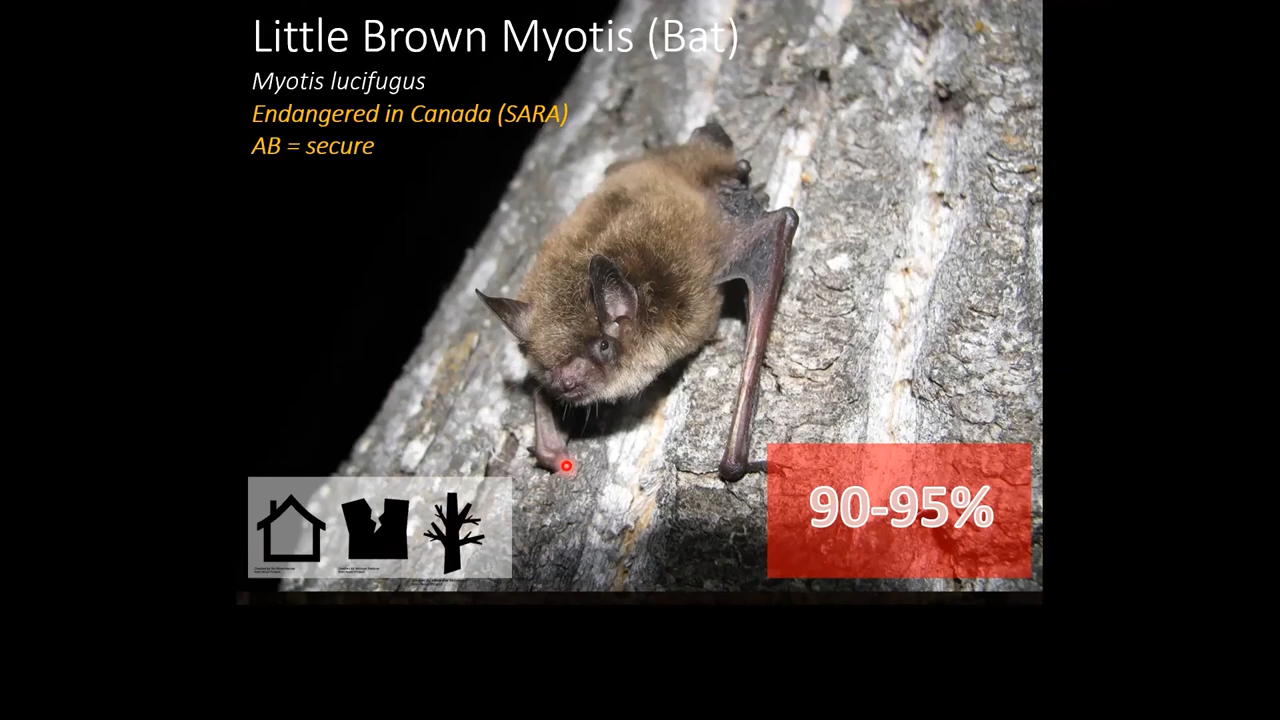 Little Brown Myotis (Bat)
Myotis lucifugus
Endangered in Canada (SARA)
AB = secure
90-95%